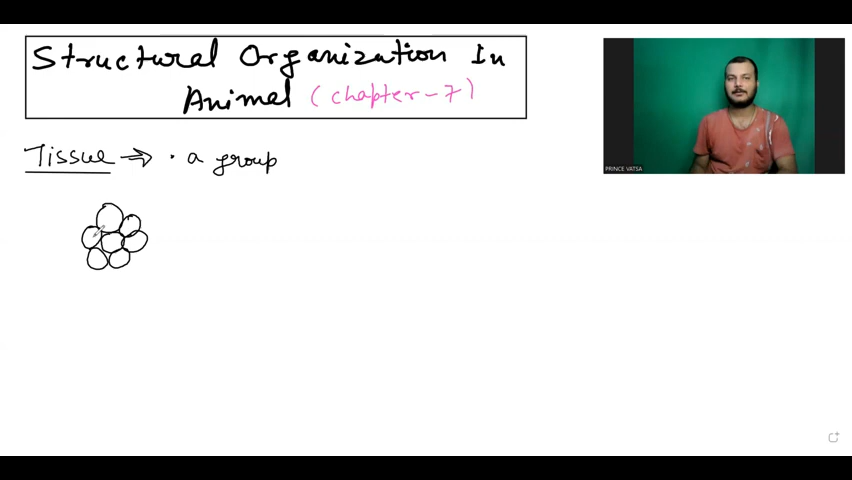 Structural Organization In
Animal (chapter-7)
Tissue ⇒ · a group
PRINCE VATSA